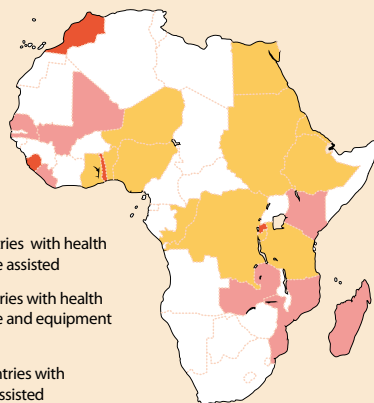 ries with health
e assisted
ries with health
e and equipment
ntries with
ssisted